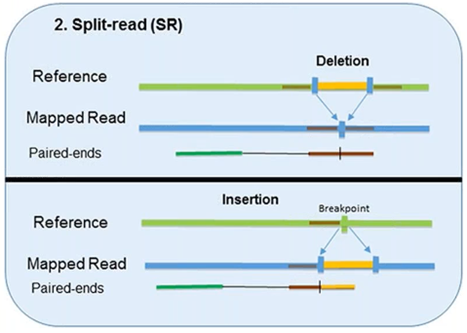 2. Split-read (SR)
Deletion
Reference
Mapped Read
Paired-ends
Insertion
Breakpoint
Reference
Mapped Read
Paired-ends